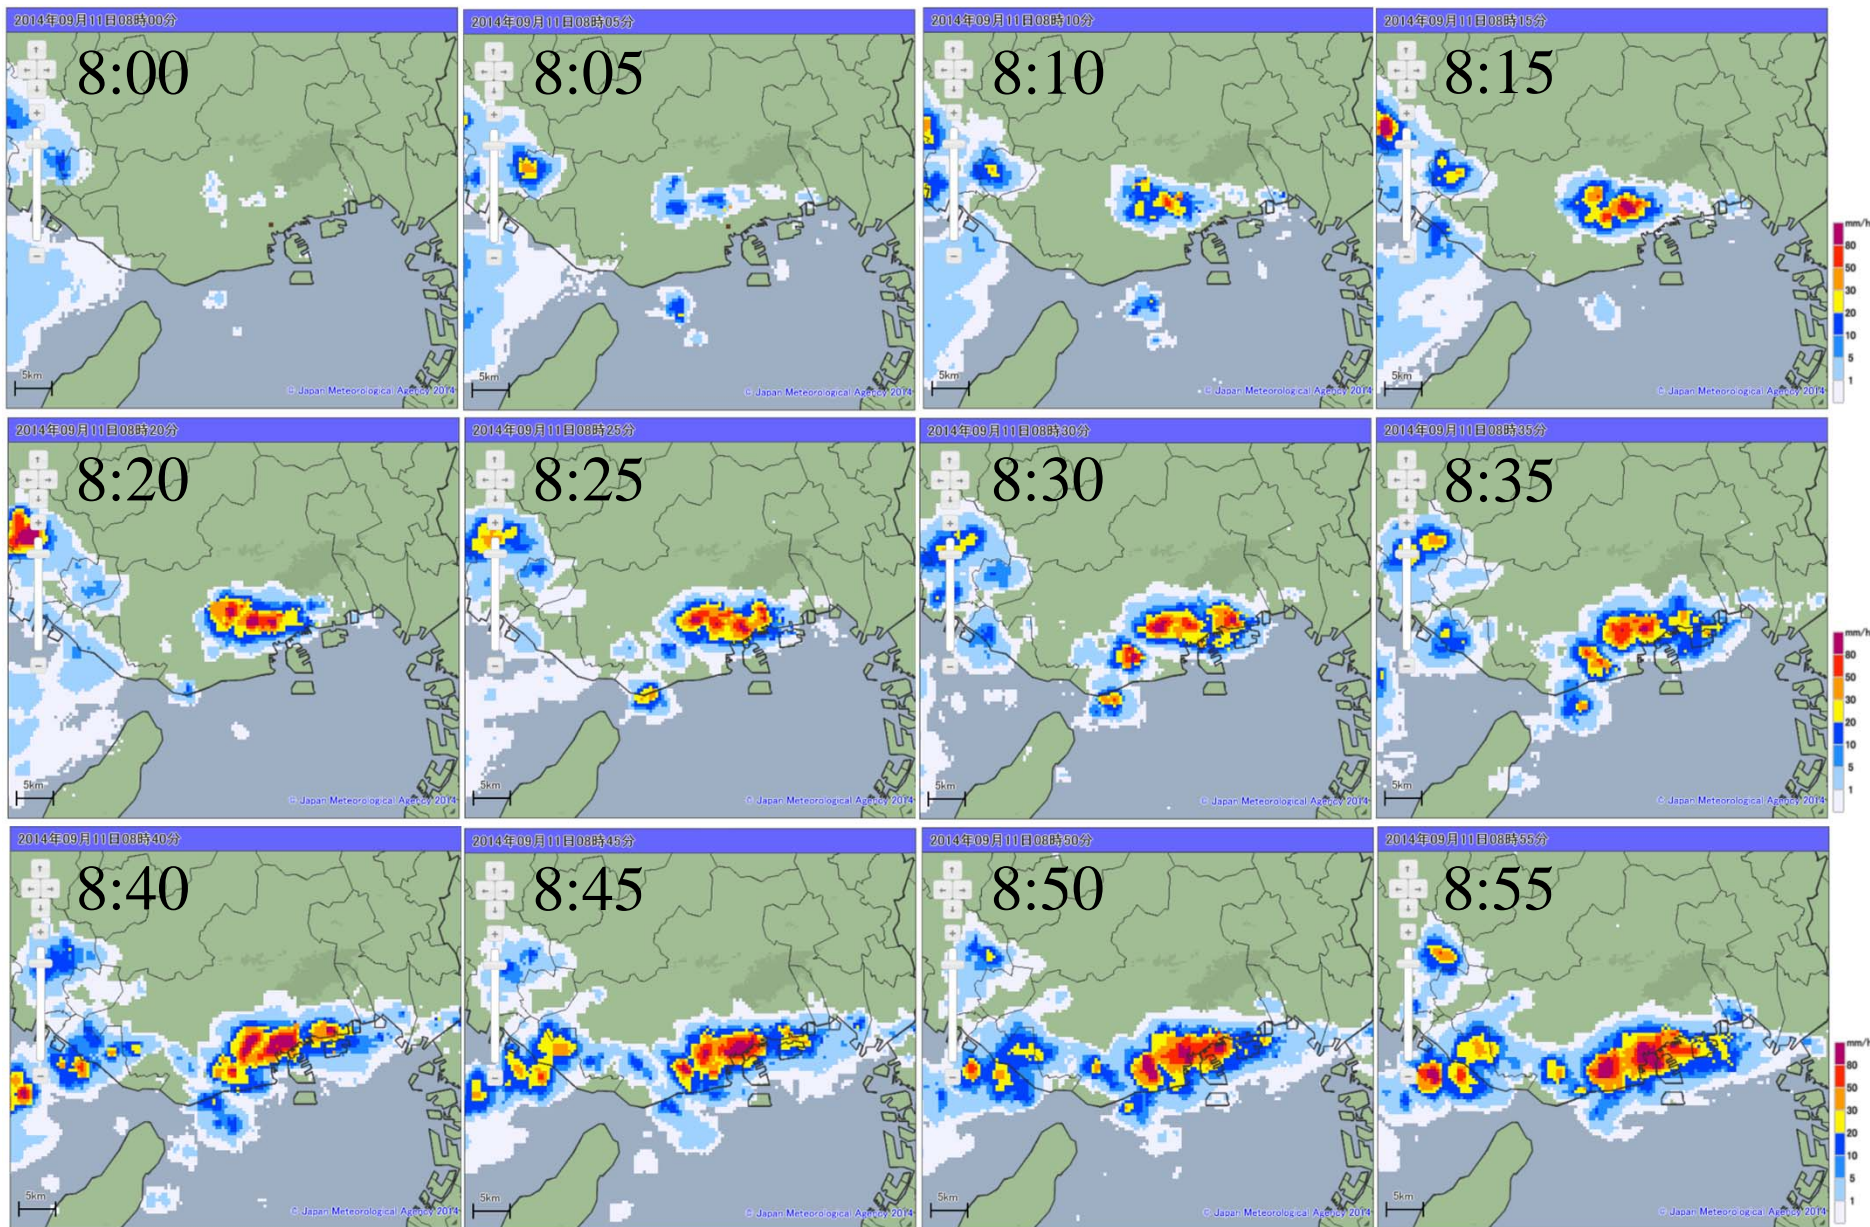 2014年09月11日08時00分
2014年09月11日08時05分
2014年09月11日08時10分
2014年09月11日08時15分
8:00
8:05
8:10
8:15
mm/h
80
50
30
20
10
5
1
5km
© Japan Meteorological Agency 2014
5km
© Japan Meteorological Agency 2014
5km
© Japan Meteorological Agency 2014
5km
© Japan Meteorological Agency 2014
2014年09月11日08時20分
2014年09月11日08時25分
2014年09月11日08時30分
2014年09月11日08時35分
8:20
8:25
8:30
8:35
mm/h
80
50
30
20
10
5
1
5km
© Japan Meteorological Agency 2014
5km
© Japan Meteorological Agency 2014
5km
© Japan Meteorological Agency 2014
5km
© Japan Meteorological Agency 2014
2014年09月11日08時40分
2014年09月11日08時45分
2014年09月11日08時50分
2014年09月11日08時55分
8:40
8:45
8:50
8:55
mm/h
80
50
30
20
10
5
1
5km
© Japan Meteorological Agency 2014
5km
© Japan Meteorological Agency 2014
5km
© Japan Meteorological Agency 2014
5km
© Japan Meteorological Agency 2014